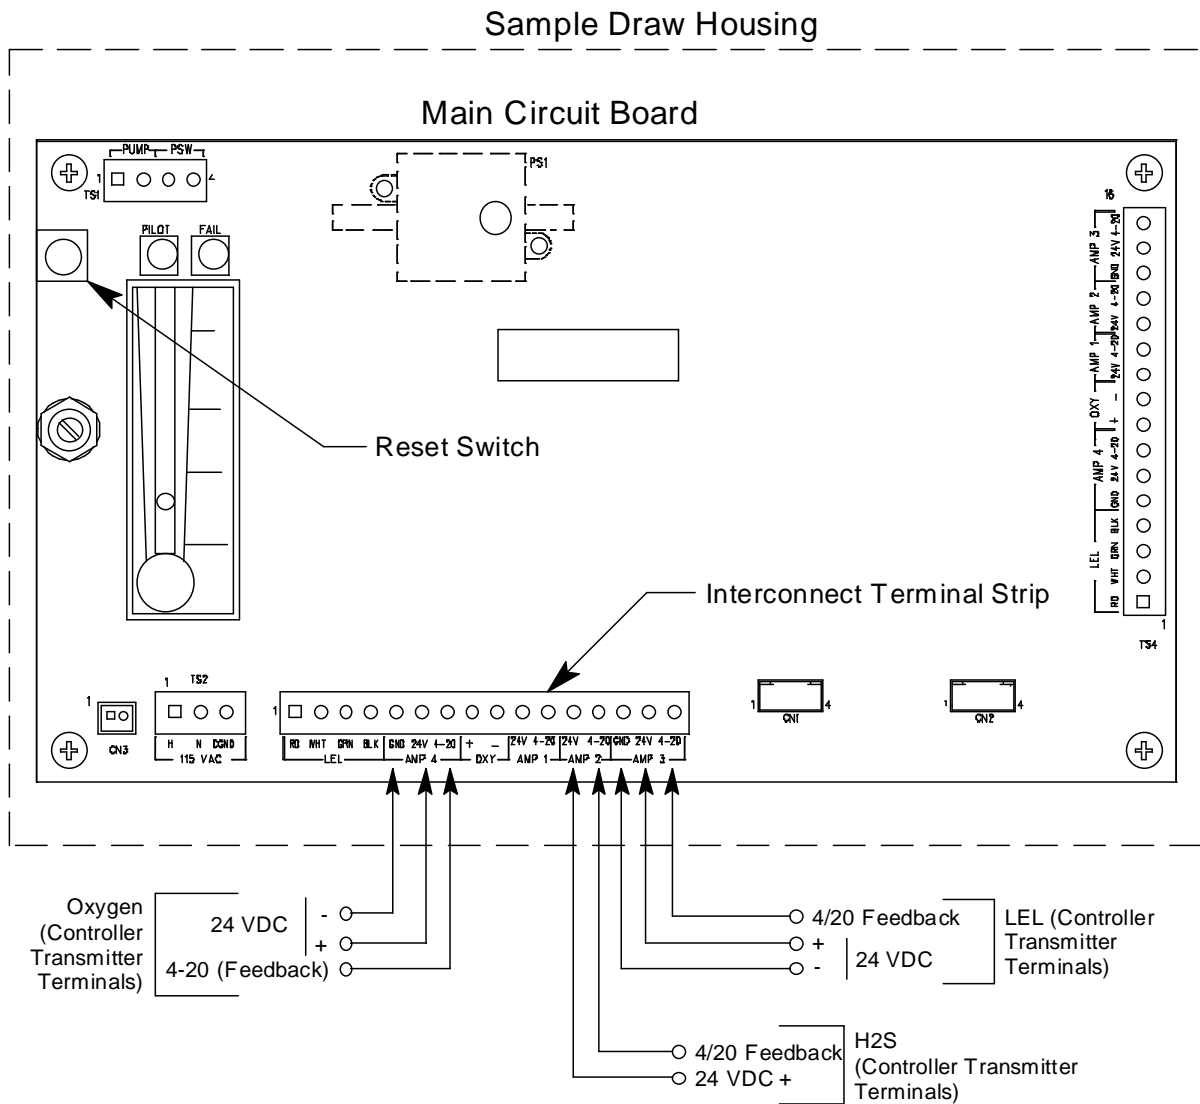 Sample Draw Housing
Main Circuit Board
PUMP PSW
1
TS1
4
PILOT FAIL
PS1
16
AMP 3 4-20
24V
GND
AMP 2 4-20
24V
AMP 1 4-20
24V
OXY -
+
AMP 4 4-20
24V
GND
LEL BLK
GRN
WHT
RD
1
TS4
Reset Switch
Interconnect Terminal Strip
1 TS2
1
CN3
H N DGND
115 VAC
1
RD WHT GRN BLK GND 24V 4-20 + - 24V 4-20 24V 4-20 GND 24V 4-20
LEL AMP 4 OXY AMP 1 AMP 2 AMP 3
1 CN1 4
1 CN2 4
Oxygen
(Controller
Transmitter
Terminals)
24 VDC
-
+
4-20 (Feedback)
4/20 Feedback
+
-
24 VDC
LEL (Controller
Transmitter
Terminals)
4/20 Feedback
24 VDC +
H2S
(Controller Transmitter
Terminals)